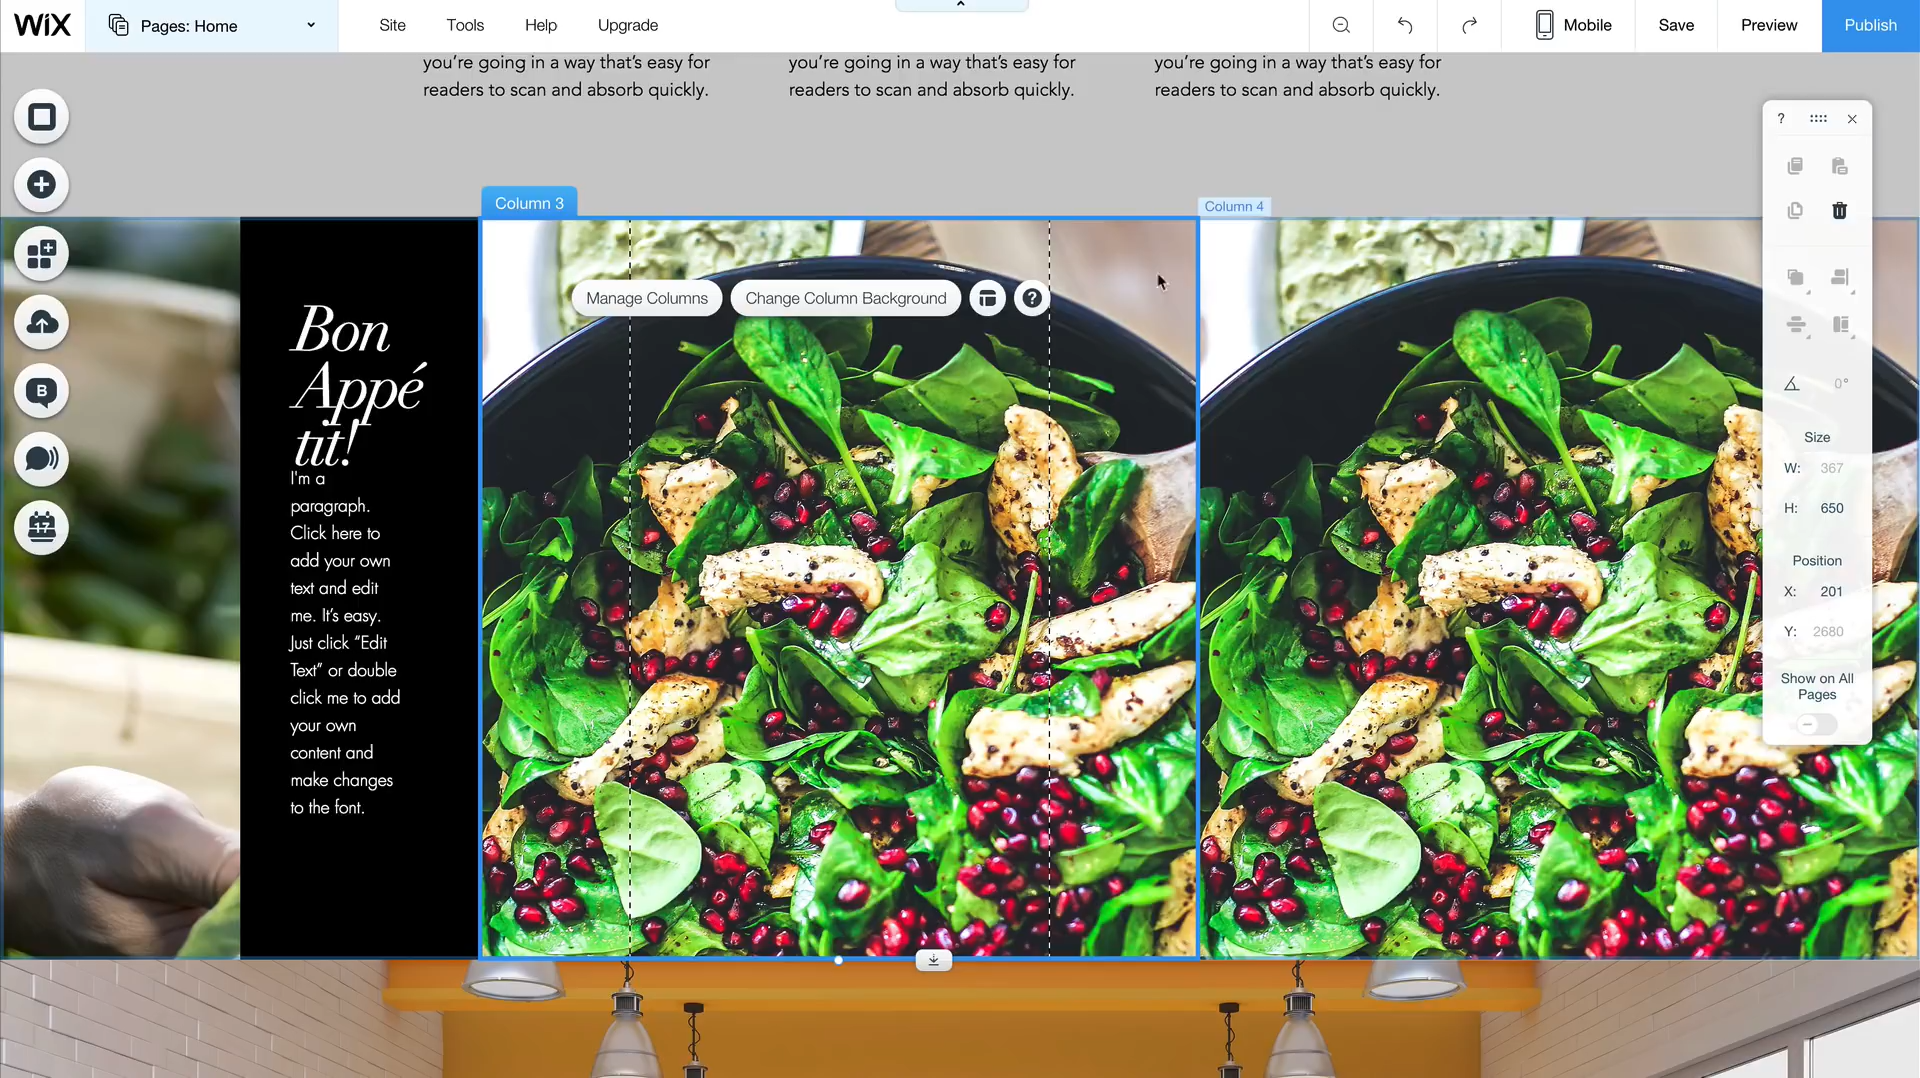 WiX
Pages: Home
Site
Tools
Help
Upgrade
Mobile
Save
Preview
Publish
you're going in a way that's easy for
readers to scan and absorb quickly.
you're going in a way that's easy for
readers to scan and absorb quickly.
you're going in a way that's easy for
readers to scan and absorb quickly.
Column 3
Column 4
Manage Columns
Change Column Background
?
Bon
Appé
tit!
I'm a
paragraph.
Click here to
add your own
text and edit
me. It's easy.
Just click “Edit
Text” or double
click me to add
your own
content and
make changes
to the font.
B
17
?
0°
Size
W: 367
H: 650
Position
X: 201
Y: 2680
Show on All
Pages